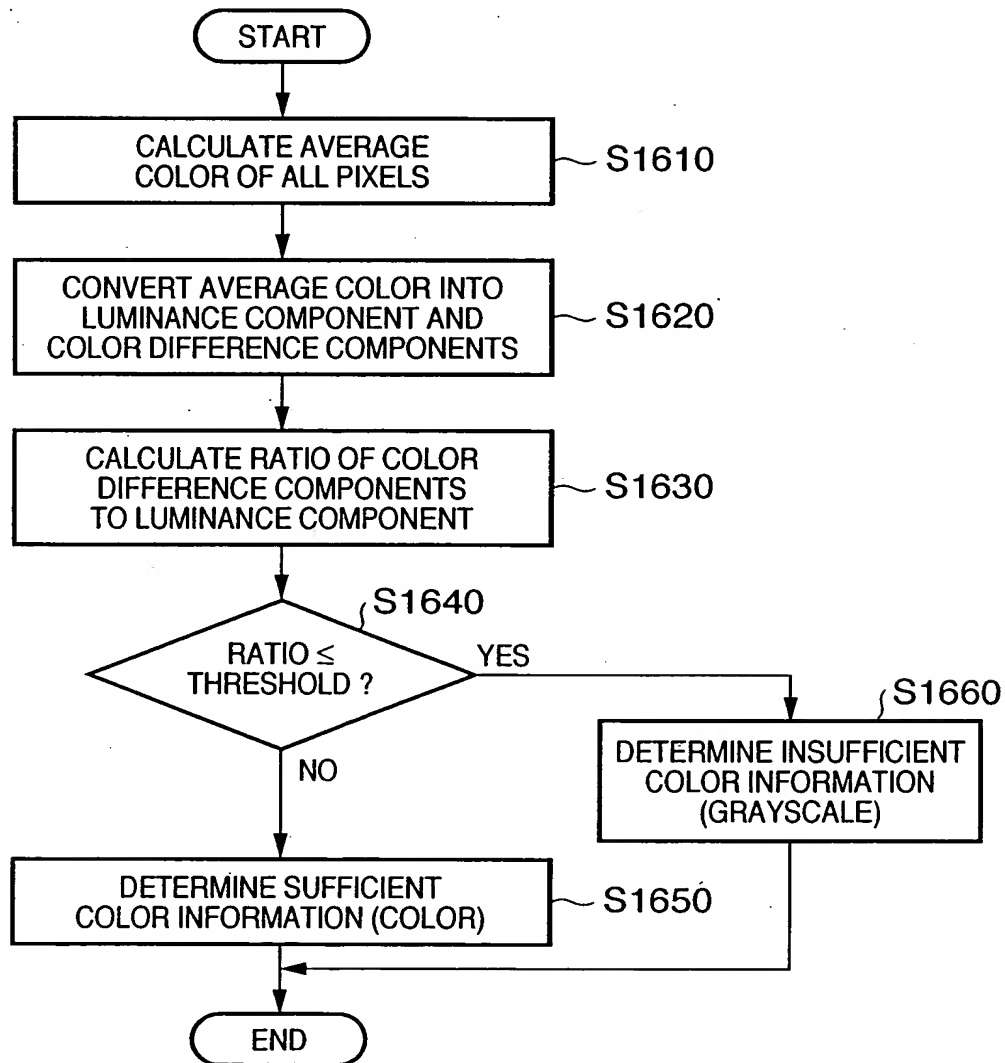 START
CALCULATE AVERAGE
COLOR OF ALL PIXELS
S1610
CONVERT AVERAGE COLOR INTO
LUMINANCE COMPONENT AND
COLOR DIFFERENCE COMPONENTS
S1620
CALCULATE RATIO OF COLOR
DIFFERENCE COMPONENTS
TO LUMINANCE COMPONENT
S1630
S1640
RATIO ≤
THRESHOLD ?
YES
NO
S1660
DETERMINE INSUFFICIENT
COLOR INFORMATION
(GRAYSCALE)
DETERMINE SUFFICIENT
COLOR INFORMATION (COLOR)
S1650
END